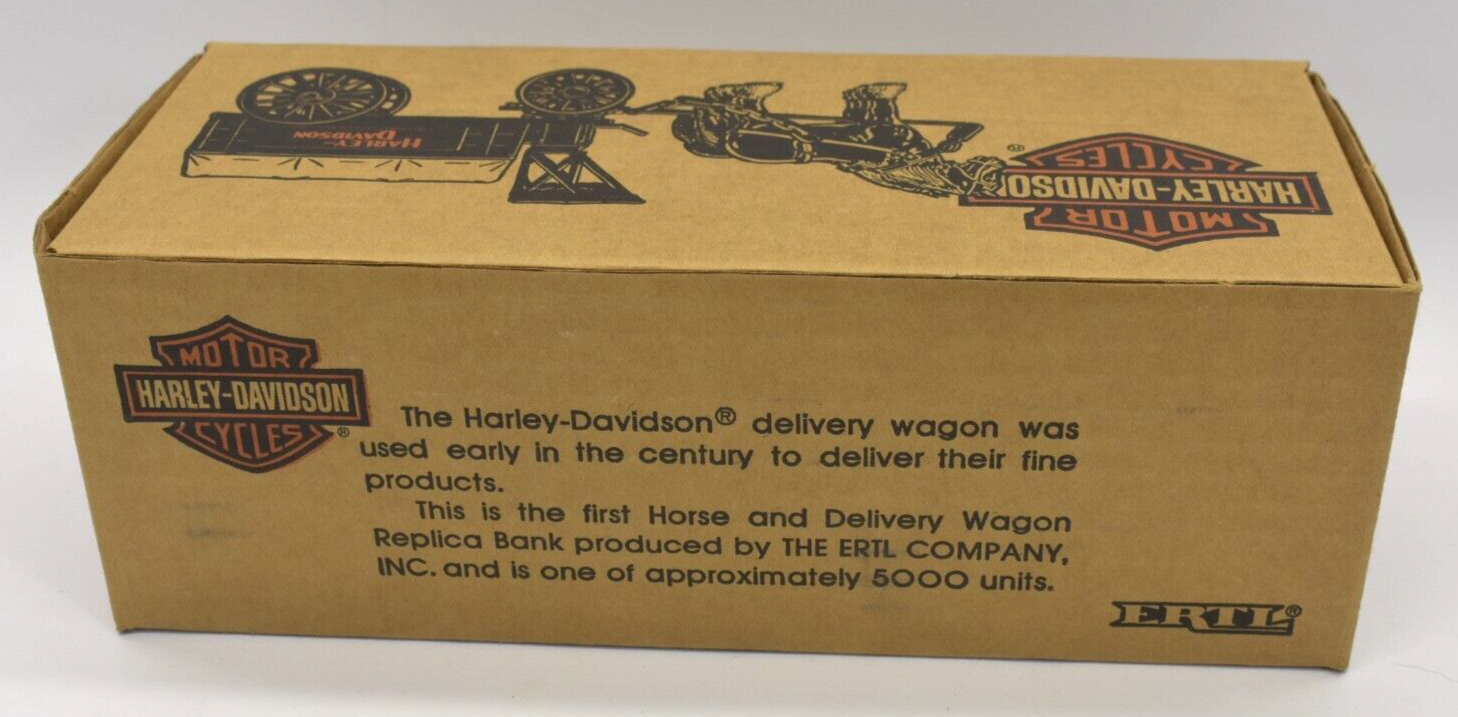 HARLEY-
DAVIDSON
MOTOR
HARLEY-DAVIDSO
CYCLES
®
MOTOR
HARLEY-DAVIDSON
CYCLES
®
The Harley-Davidson® delivery wagon was
used early in the century to deliver their fine
products.
This is the first Horse and Delivery Wagon
Replica Bank produced by THE ERTL COMPANY,
INC. and is one of approximately 5000 units.
ERTL®